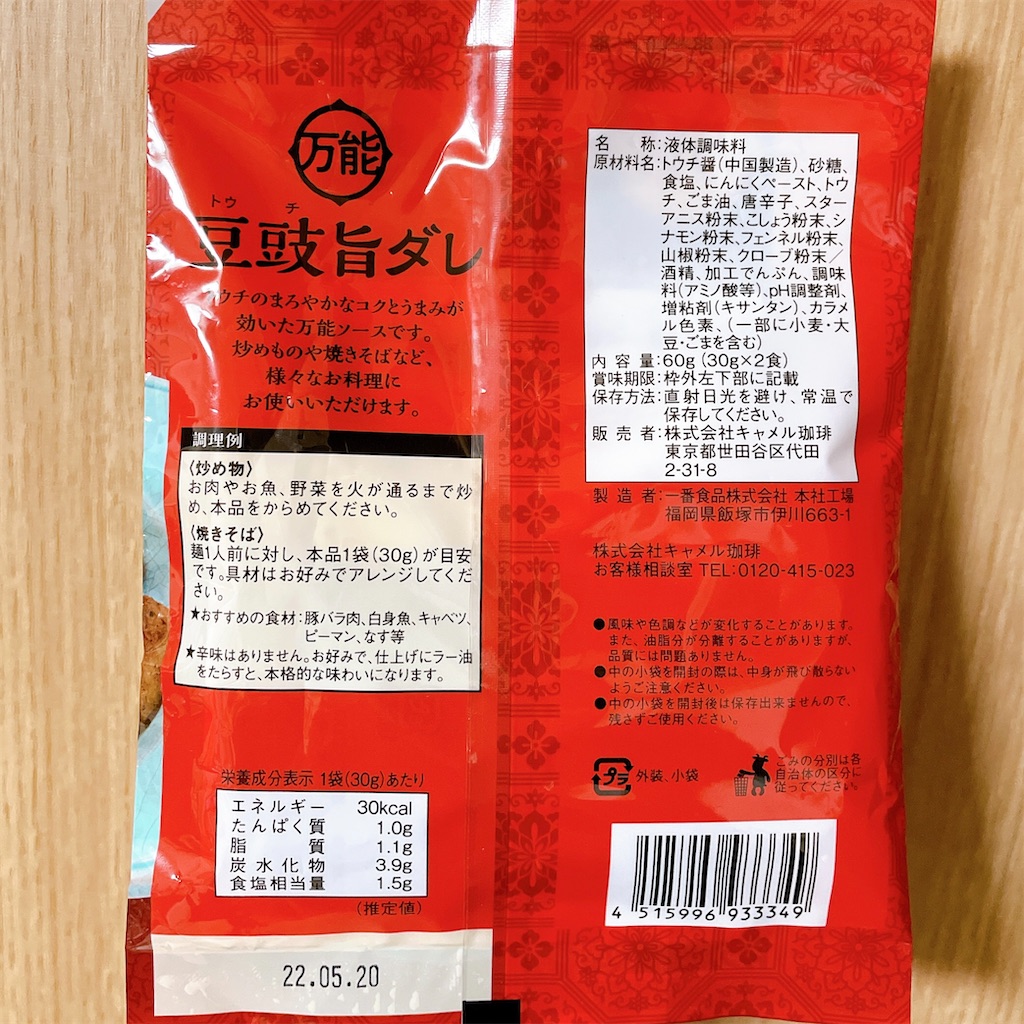 万能
トウチ
豆豉旨ダレ
トウチのまろやかなコクとうまみが
効いた万能ソースです。
炒めものや焼きそばなど、
様々なお料理に
お使いいただけます。
調理例
〈炒め物〉
お肉やお魚、野菜を火が通るまで炒
め、本品をからめてください。
〈焼きそば〉
麺1人前に対し、本品1袋(30g)が目安
です。具材はお好みでアレンジしてくだ
さい。
★おすすめの食材:豚バラ肉、白身魚、キャベツ、
ピーマン、なす等
★辛味はありません。お好みで、仕上げにラー油
をたらすと、本格的な味わいになります。
栄養成分表示 1袋(30g)あたり
エネルギー 30kcal
たんぱく質 1.0g
脂質 1.1g
炭水化物 3.9g
食塩相当量 1.5g
(推定値)
22.05.20
名称:液体調味料
原材料名:トウチ醤(中国製造)、砂糖、
食塩、にんにくペースト、トウ
チ、ごま油、唐辛子、スター
アニス粉末、こしょう粉末、シ
ナモン粉末、フェンネル粉末、
山椒粉末、クローブ粉末/
酒精、加工でんぷん、調味
料(アミノ酸等)、pH調整剤、
増粘剤(キサンタン)、カラメ
ル色素、(一部に小麦・大
豆・ごまを含む)
内容量:60g(30g×2食)
賞味期限:枠外左下部に記載
保存方法:直射日光を避け、常温で
保存してください。
販売者:株式会社キャメル珈琲
東京都世田谷区代田
2-31-8
製造者:一番食品株式会社 本社工場
福岡県飯塚市伊川663-1
株式会社キャメル珈琲
お客様相談室 TEL:0120-415-023
●風味や色調などが変化することがあります。
また、油脂分が分離することがありますが、
品質には問題ありません。
●中の小袋を開封の際は、中身が飛び散らない
ようご注意ください。
●中の小袋を開封後は保存出来ませんので、
残さずご使用ください。
プラ 外装、小袋
ごみの分別は各
自治体の区分に
従ってください。
4 515996 933349